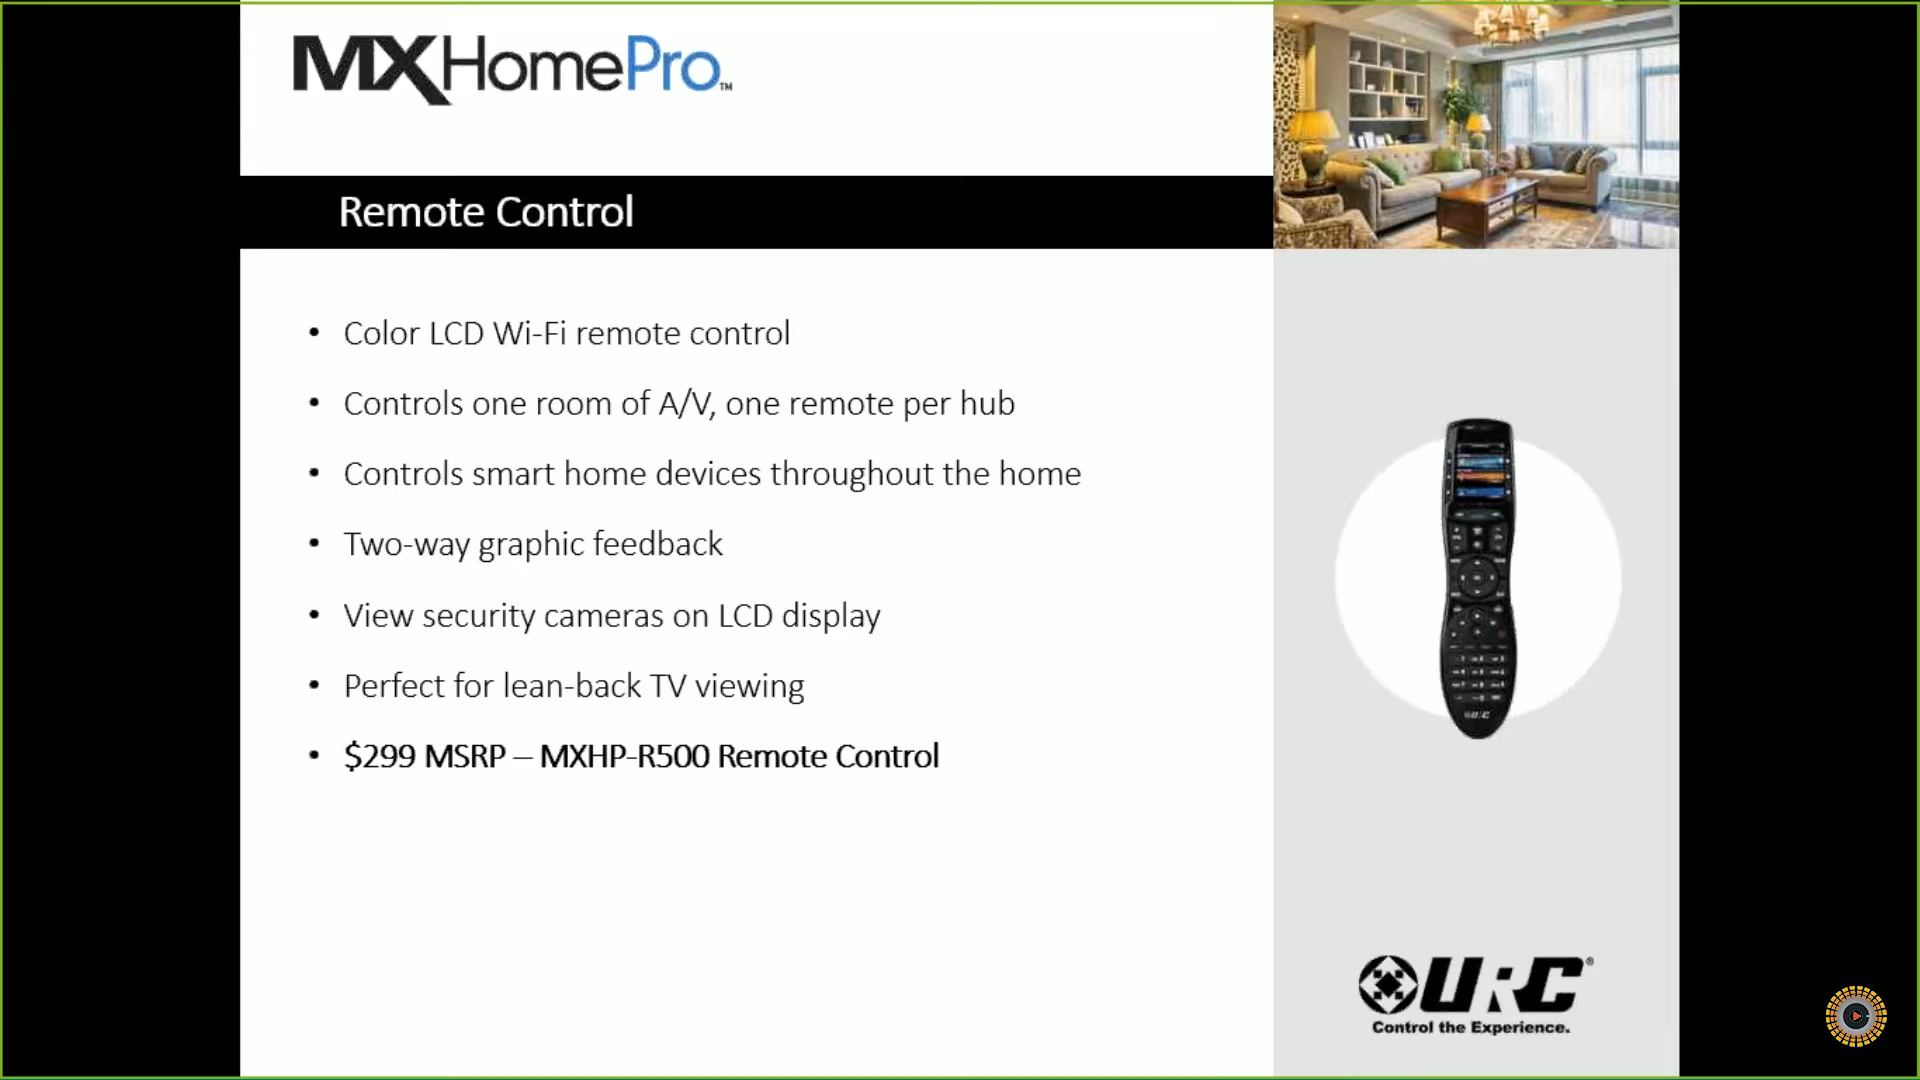 MXHomePro™
Remote Control
• Color LCD Wi-Fi remote control
• Controls one room of A/V, one remote per hub
• Controls smart home devices throughout the home
• Two-way graphic feedback
• View security cameras on LCD display
• Perfect for lean-back TV viewing
• $299 MSRP – MXHP-R500 Remote Control
URC
URC®
Control the Experience.